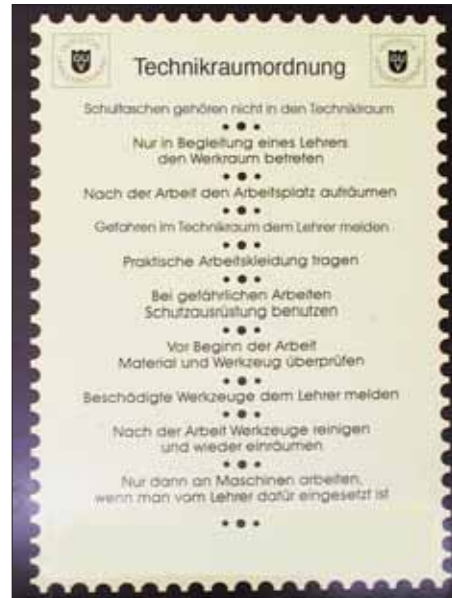 Technikraumordnung
Schultaschen gehören nicht in den Technikraum
Nur in Begleitung eines Lehrers
den Werkraum betreten
Nach der Arbeit den Arbeitsplatz aufräumen
Gefahren im Technikraum dem Lehrer melden
Praktische Arbeitskleidung tragen
Bei gefährlichen Arbeiten
Schutzausrüstung benutzen
Vor Beginn der Arbeit
Material und Werkzeug überprüfen
Beschädigte Werkzeuge dem Lehrer melden
Nach der Arbeit Werkzeuge reinigen
und wieder einräumen
Nur dann an Maschinen arbeiten,
wenn man vom Lehrer dafür eingesetzt ist